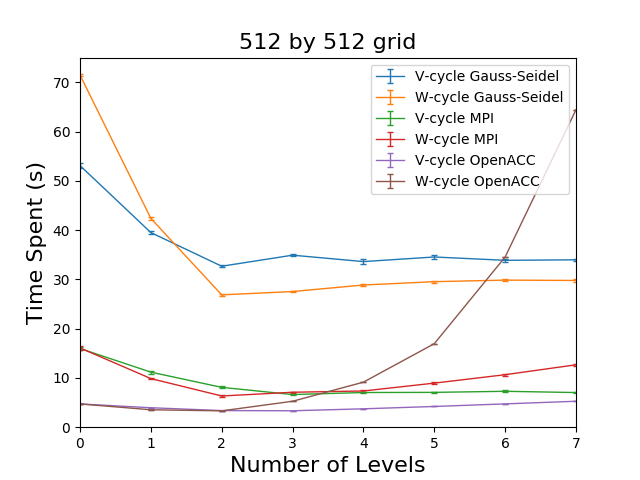 512 by 512 grid
Time Spent (s)
70
60
50
40
30
20
10
0
V-cycle Gauss-Seidel
W-cycle Gauss-Seidel
V-cycle MPI
W-cycle MPI
V-cycle OpenACC
W-cycle OpenACC
0 1 2 3 4 5 6 7
Number of Levels